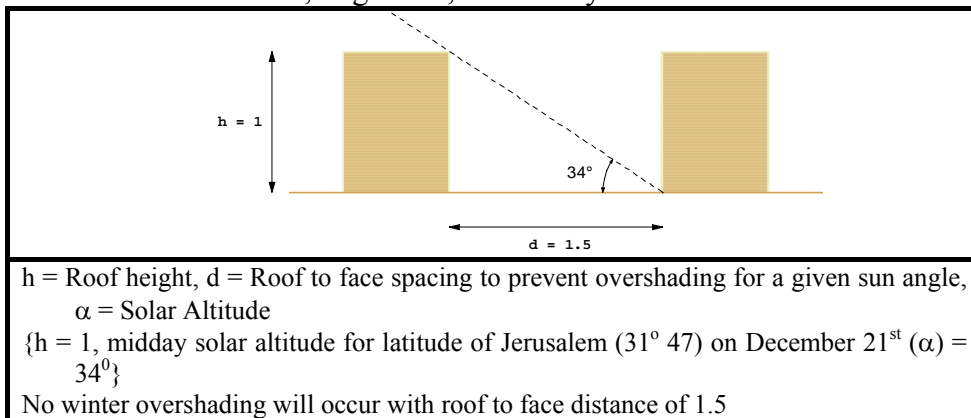 h = 1
34°
d = 1.5
h = Roof height, d = Roof to face spacing to prevent overshading for a given sun angle,
α = Solar Altitude
{h = 1, midday solar altitude for latitude of Jerusalem (31° 47) on December 21st (α) =
34⁰}
No winter overshading will occur with roof to face distance of 1.5